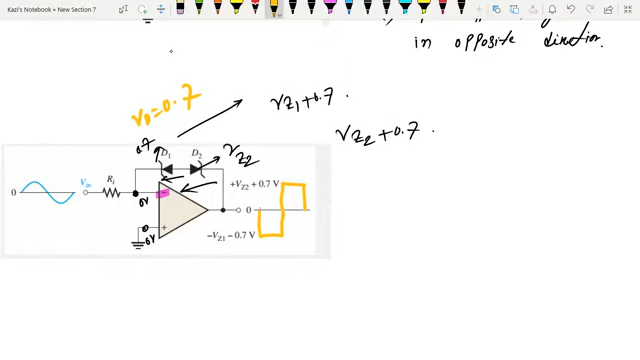 Kazi's Notebook » New Section 7
in opposite direction.
VD=0.7
VZ1+0.7
VZ2+0.7
0.7
D1 D2
VZ2
0 Vin Ri
0V
−
+VZ2 + 0.7 V
0
+
0V
−VZ1 − 0.7 V